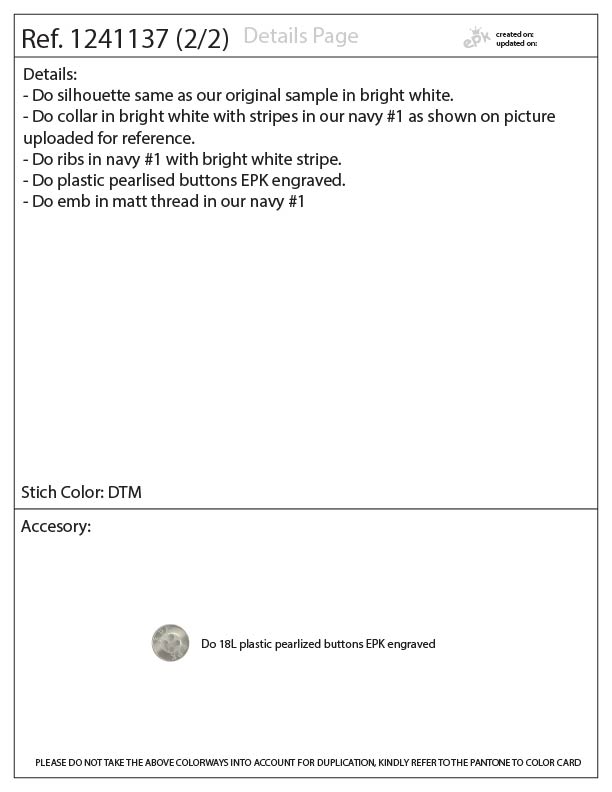 Ref. 1241137 (2/2) Details Page
epk
created on:
updated on:
Details:
- Do silhouette same as our original sample in bright white.
- Do collar in bright white with stripes in our navy #1 as shown on picture
uploaded for reference.
- Do ribs in navy #1 with bright white stripe.
- Do plastic pearlised buttons EPK engraved.
- Do emb in matt thread in our navy #1
Stich Color: DTM
Accesory:
Do 18L plastic pearlized buttons EPK engraved
PLEASE DO NOT TAKE THE ABOVE COLORWAYS INTO ACCOUNT FOR DUPLICATION, KINDLY REFER TO THE PANTONE TO COLOR CARD